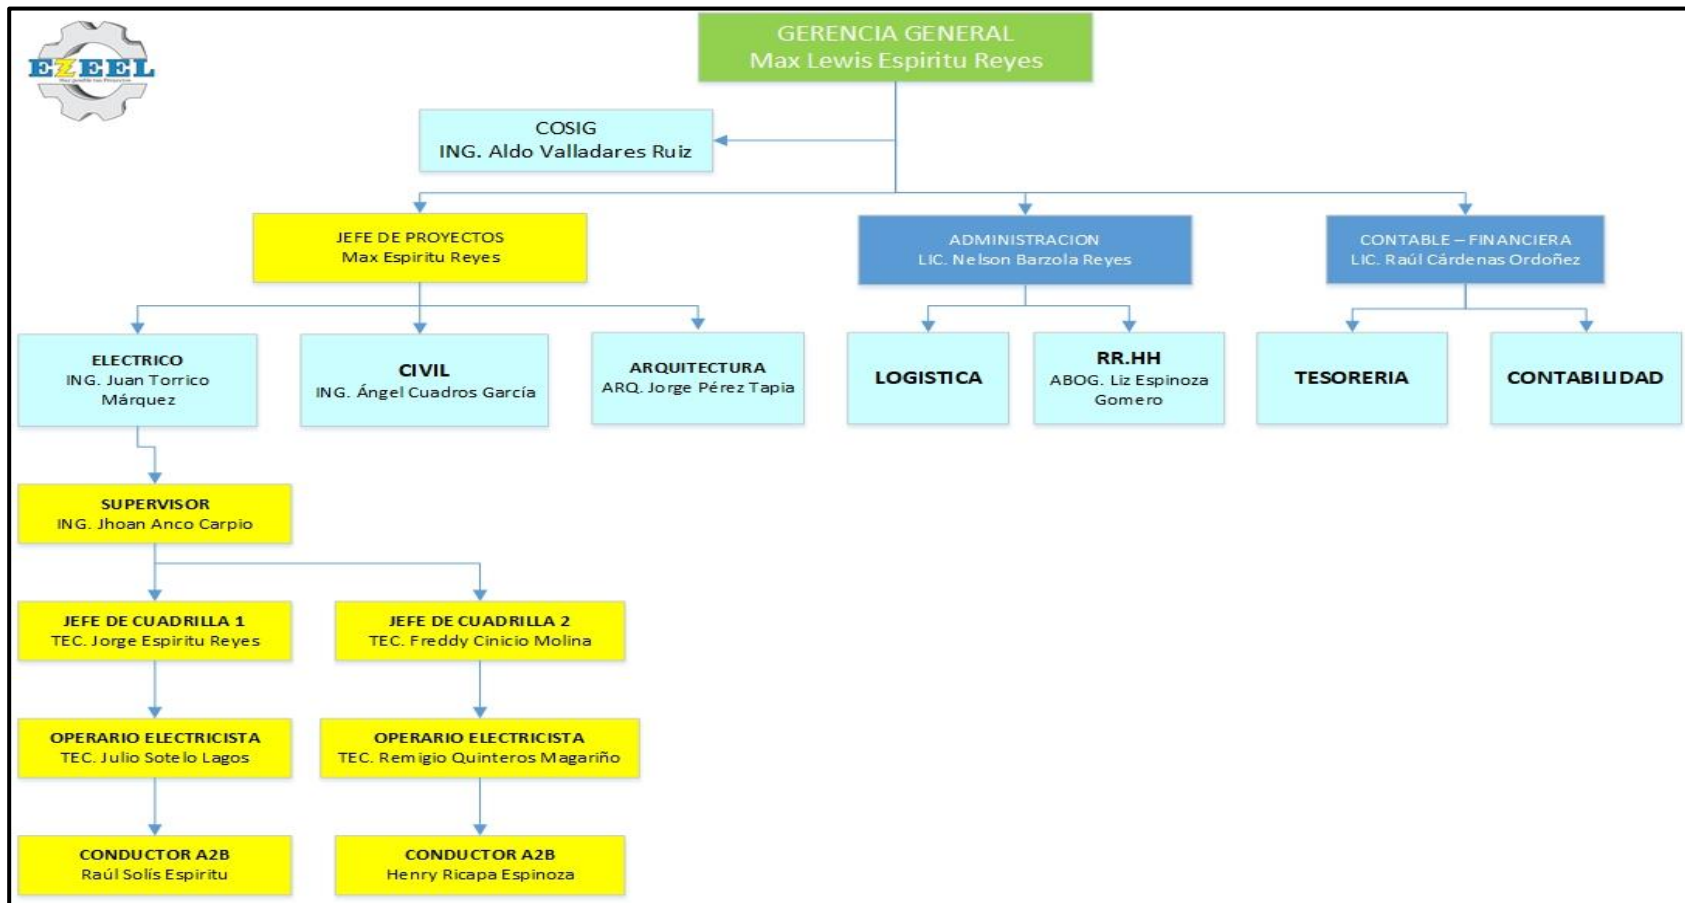 GERENCIA GENERAL
Max Lewis Espiritu Reyes
EZEEL
COSIG
ING. Aldo Valladares Ruiz
JEFE DE PROYECTOS
Max Espiritu Reyes
ADMINISTRACION
LIC. Nelson Barzola Reyes
CONTABLE – FINANCIERA
LIC. Raúl Cárdenas Ordoñez
ELECTRICO
ING. Juan Torrico
Márquez
CIVIL
ING. Ángel Cuadros García
ARQUITECTURA
ARQ. Jorge Pérez Tapia
LOGISTICA
RR.HH
ABOG. Liz Espinoza
Gomero
TESORERIA
CONTABILIDAD
SUPERVISOR
ING. Jhoan Anco Carpio
JEFE DE CUADRILLA 1
TEC. Jorge Espiritu Reyes
JEFE DE CUADRILLA 2
TEC. Freddy Cinicio Molina
OPERARIO ELECTRICISTA
TEC. Julio Sotelo Lagos
OPERARIO ELECTRICISTA
TEC. Remigio Quinteros Magariño
CONDUCTOR A2B
Raúl Solís Espiritu
CONDUCTOR A2B
Henry Ricapa Espinoza